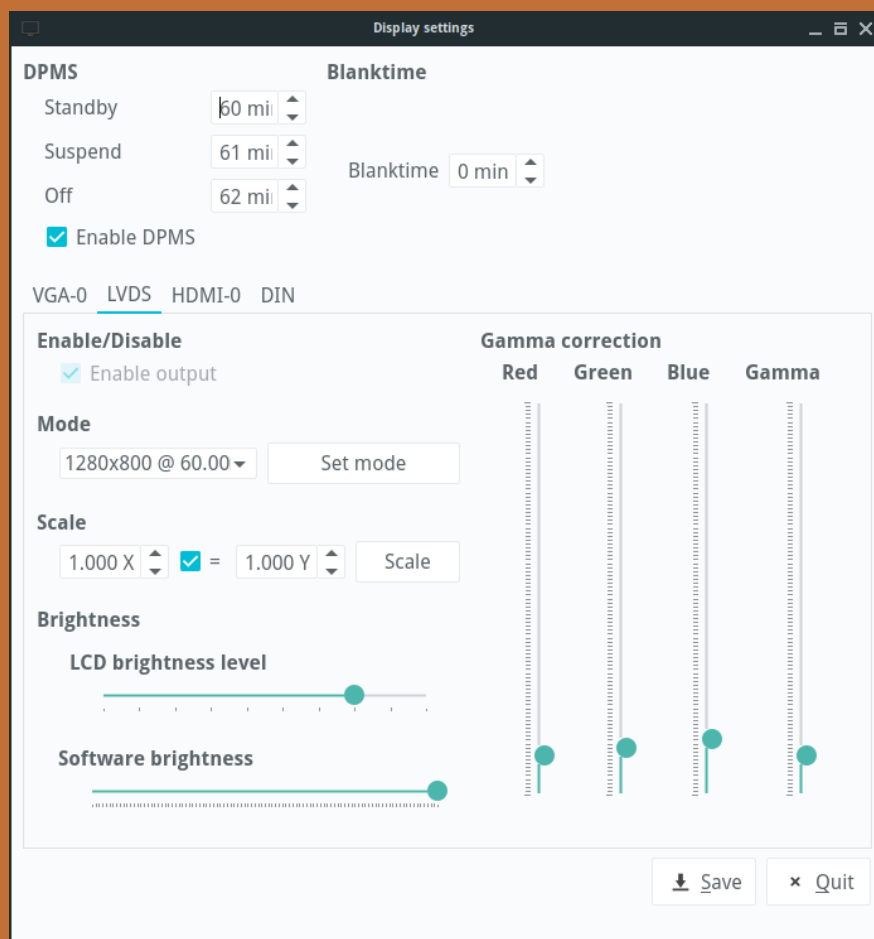 Display settings
DPMS
Blanktime
Standby
60 mi
Suspend
61 mi
Off
62 mi
Blanktime
0 min
Enable DPMS
VGA-0 LVDS HDMI-0 DIN
Enable/Disable
Enable output
Mode
1280x800 @ 60.00
Set mode
Scale
1.000 X
=
1.000 Y
Scale
Brightness
LCD brightness level
Software brightness
Gamma correction
Red Green Blue Gamma
Save
Quit